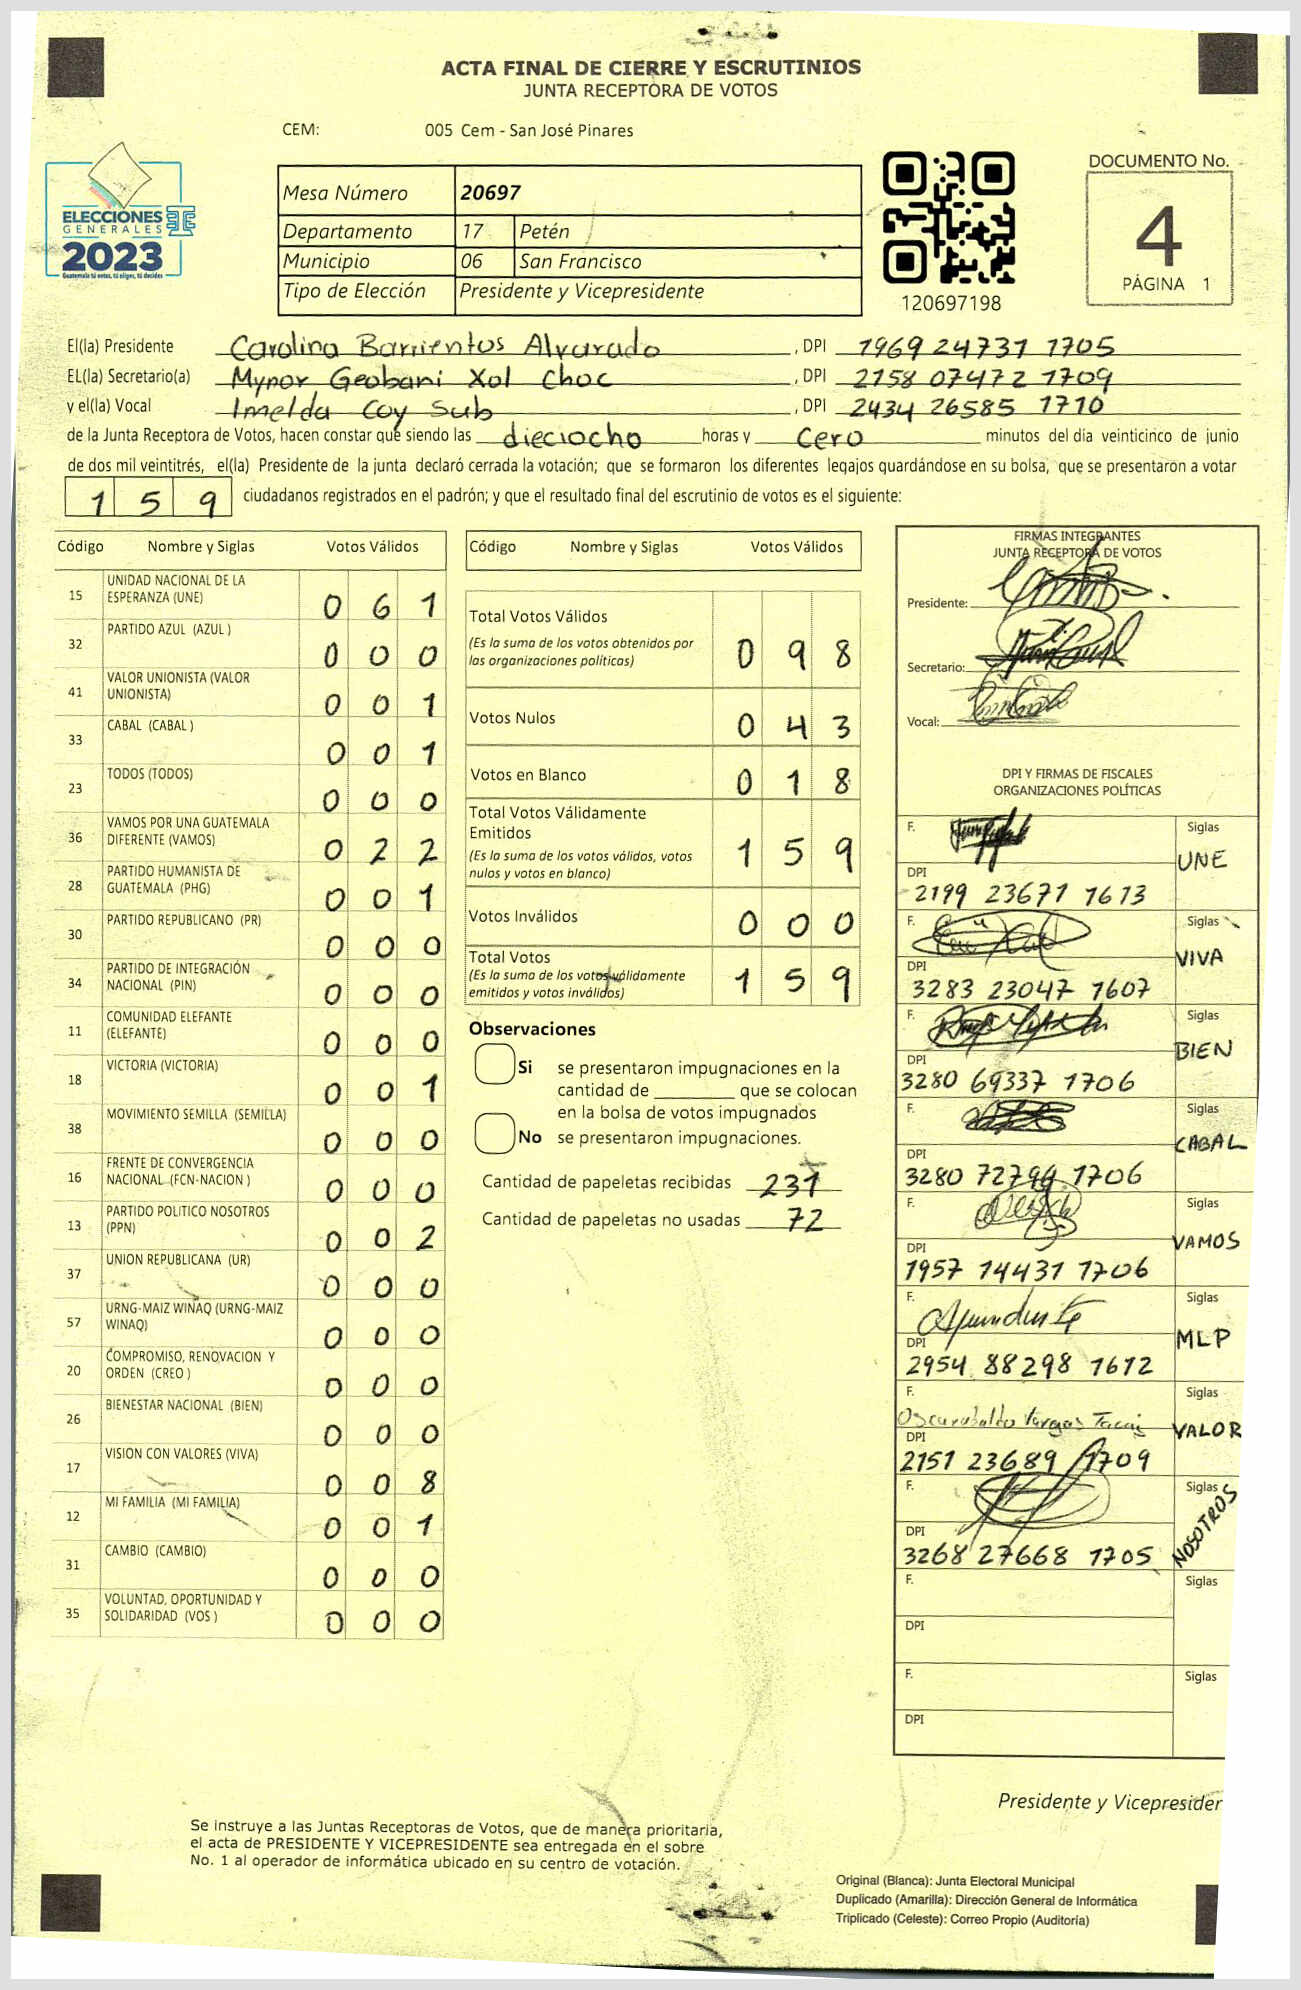 ACTA FINAL DE CIERRE Y ESCRUTINIOS
JUNTA RECEPTORA DE VOTOS
CEM: 005 Cem - San José Pinares
ELECCIONES
GENERALES
2023
Guatemala tú votas, tú eliges, tú decides
Mesa Número 20697
Departamento 17 Petén
Municipio 06 San Francisco
Tipo de Elección Presidente y Vicepresidente
120697198
DOCUMENTO No.
4
PÁGINA 1
El(la) Presidente Carolina Barrientos Alvarado , DPI 1969 24731 1705
EL(la) Secretario(a) Mynor Geobani Xol Choc , DPI 2158 07472 1709
y el(la) Vocal Imelda Coy Sub , DPI 2434 26585 1710
de la Junta Receptora de Votos, hacen constar que siendo las dieciocho horas y cero minutos del día veinticinco de junio
de dos mil veintitrés, el(la) Presidente de la junta declaró cerrada la votación; que se formaron los diferentes legajos guardándose en su bolsa, que se presentaron a votar
1 5 9 ciudadanos registrados en el padrón; y que el resultado final del escrutinio de votos es el siguiente:
Código Nombre y Siglas Votos Válidos
15 UNIDAD NACIONAL DE LA
ESPERANZA (UNE) 0 6 1
32 PARTIDO AZUL (AZUL ) 0 0 0
41 VALOR UNIONISTA (VALOR
UNIONISTA) 0 0 1
33 CABAL (CABAL ) 0 0 1
23 TODOS (TODOS) 0 0 0
36 VAMOS POR UNA GUATEMALA
DIFERENTE (VAMOS) 0 2 2
28 PARTIDO HUMANISTA DE
GUATEMALA (PHG) 0 0 1
30 PARTIDO REPUBLICANO (PR) 0 0 0
34 PARTIDO DE INTEGRACIÓN
NACIONAL (PIN) 0 0 0
11 COMUNIDAD ELEFANTE
(ELEFANTE) 0 0 0
18 VICTORIA (VICTORIA) 0 0 1
38 MOVIMIENTO SEMILLA (SEMILLA) 0 0 0
16 FRENTE DE CONVERGENCIA
NACIONAL (FCN-NACION ) 0 0 0
13 PARTIDO POLITICO NOSOTROS
(PPN) 0 0 2
37 UNION REPUBLICANA (UR) 0 0 0
57 URNG-MAIZ WINAQ (URNG-MAIZ
WINAQ) 0 0 0
20 COMPROMISO, RENOVACION Y
ORDEN (CREO ) 0 0 0
26 BIENESTAR NACIONAL (BIEN) 0 0 0
17 VISION CON VALORES (VIVA) 0 0 8
12 MI FAMILIA (MI FAMILIA) 0 0 1
31 CAMBIO (CAMBIO) 0 0 0
35 VOLUNTAD, OPORTUNIDAD Y
SOLIDARIDAD (VOS ) 0 0 0
Código Nombre y Siglas Votos Válidos
Total Votos Válidos
(Es la suma de los votos obtenidos por
las organizaciones políticas) 0 9 8
Votos Nulos 0 4 3
Votos en Blanco 0 1 8
Total Votos Válidamente
Emitidos
(Es la suma de los votos válidos, votos
nulos y votos en blanco) 1 5 9
Votos Inválidos 0 0 0
Total Votos
(Es la suma de los votos válidamente
emitidos y votos inválidos) 1 5 9
Observaciones
Si se presentaron impugnaciones en la
cantidad de ________ que se colocan
en la bolsa de votos impugnados
No se presentaron impugnaciones.
Cantidad de papeletas recibidas 231
Cantidad de papeletas no usadas 72
FIRMAS INTEGRANTES
JUNTA RECEPTORA DE VOTOS
Presidente:
Secretario:
Vocal:
DPI Y FIRMAS DE FISCALES
ORGANIZACIONES POLÍTICAS
F. Siglas
UNE
DPI
2199 23671 1613
F. Siglas
VIVA
DPI
3283 23047 1607
F. Siglas
BIEN
DPI
3280 69337 1706
F. Siglas
CABAL
DPI
3280 72794 1706
F. Siglas
VAMOS
DPI
1957 14431 1706
F. Siglas
MLP
DPI
2954 88298 1612
F. Siglas
Vargas
VALOR
DPI
2151 23689 1709
F. Siglas
NOSOTROS
DPI
3268 27668 1705
F. Siglas
DPI
F. Siglas
DPI
Presidente y Vicepresiden
Se instruye a las Juntas Receptoras de Votos, que de manera prioritaria,
el acta de PRESIDENTE Y VICEPRESIDENTE sea entregada en el sobre
No. 1 al operador de informática ubicado en su centro de votación.
Original (Blanca): Junta Electoral Municipal
Duplicado (Amarilla): Dirección General de Informática
Triplicado (Celeste): Correo Propio (Auditoría)